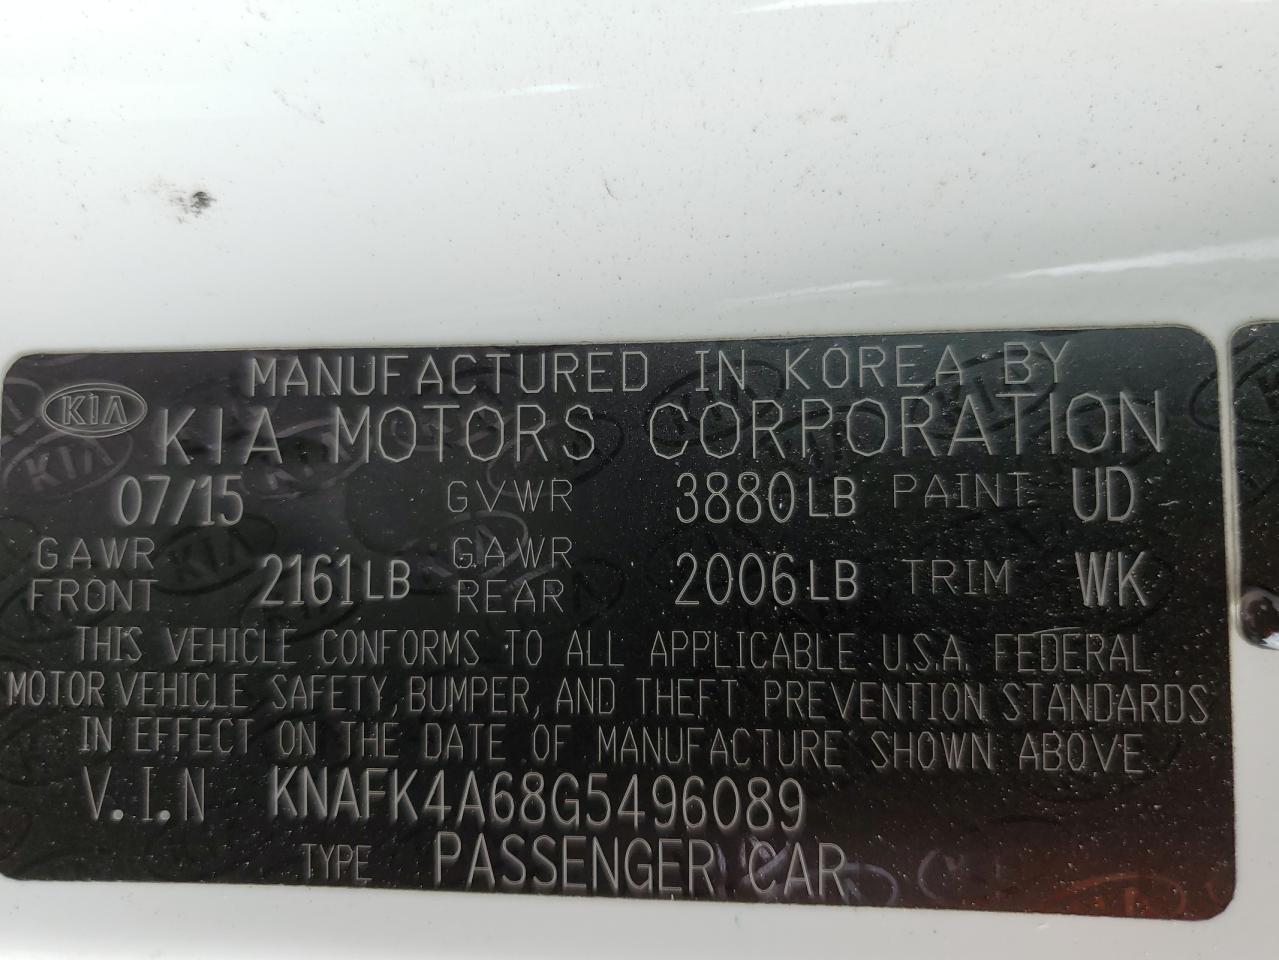 MANUFACTURED IN KOREA BY
KIA KIA MOTORS CORPORATION
07/15 GVWR 3880LB PAINT UD
GAWR FRONT 2161LB GAWR REAR 2006LB TRIM WK
THIS VEHICLE CONFORMS TO ALL APPLICABLE U.S.A. FEDERAL
MOTOR VEHICLE SAFETY, BUMPER, AND THEFT PREVENTION STANDARDS
IN EFFECT ON THE DATE OF MANUFACTURE SHOWN ABOVE.
V.I.N KNAFK4A68G5496089
TYPE PASSENGER CAR